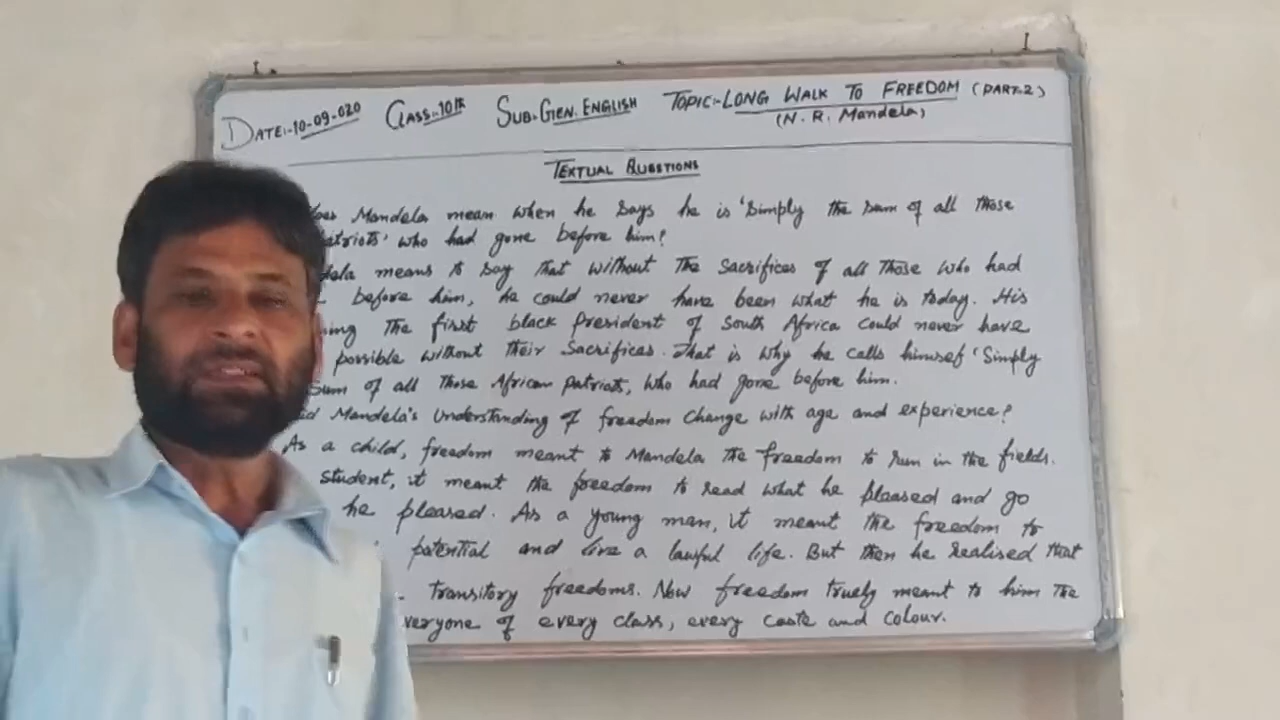 DATE:-10-09-020 CLASS:-10th SUB-GEN. ENGLISH TOPIC:-LONG WALK TO FREEDOM (PART-2)
(N. R. Mandela)
TEXTUAL QUESTIONS
does Mandela mean when he says he is 'Simply the sum of all those
patriots' who had gone before him?
dela means to say that without the sacrifices of all those who had
before him, he could never have been what he is today. His
ing the first black President of South Africa could never have
possible without their sacrifices. That is why he calls himself 'Simply
sum of all those African patriots, who had gone before him.
Mandela's understanding of freedom change with age and experience?
As a child, freedom meant to Mandela the freedom to run in the fields.
student, it meant the freedom to read what he pleased and go
he pleased. As a young man, it meant the freedom to
potential and live a lawful life. But then he realised that
transitory freedoms. Now freedom truely meant to him the
veryone of every class, every caste and colour.